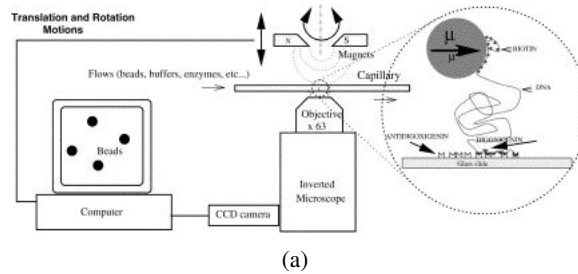 Translation and Rotation
Motions
N
S
Magnets
Flows (beads, buffers, enzymes, etc...)
Capillary
Objective
x 63
Beads
Inverted
Microscope
Computer
CCD camera
μ
μ
BIOTIN
DNA
ANTIDIGOXIGENIN
DIGOXIGENIN
Glass slide
(a)